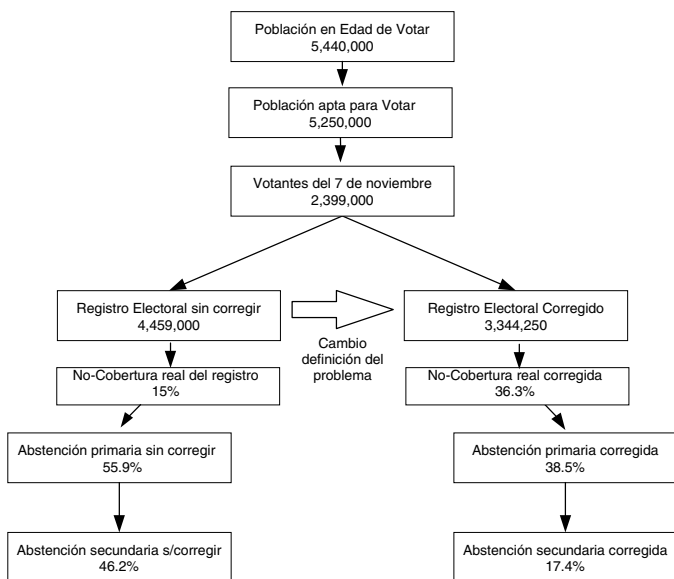 Población en Edad de Votar
5,440,000
Población apta para Votar
5,250,000
Votantes del 7 de noviembre
2,399,000
Registro Electoral sin corregir
4,459,000
Cambio
definición del
problema
Registro Electoral Corregido
3,344,250
No-Cobertura real del registro
15%
No-Cobertura real corregida
36.3%
Abstención primaria sin corregir
55.9%
Abstención primaria corregida
38.5%
Abstención secundaria s/corregir
46.2%
Abstención secundaria corregida
17.4%